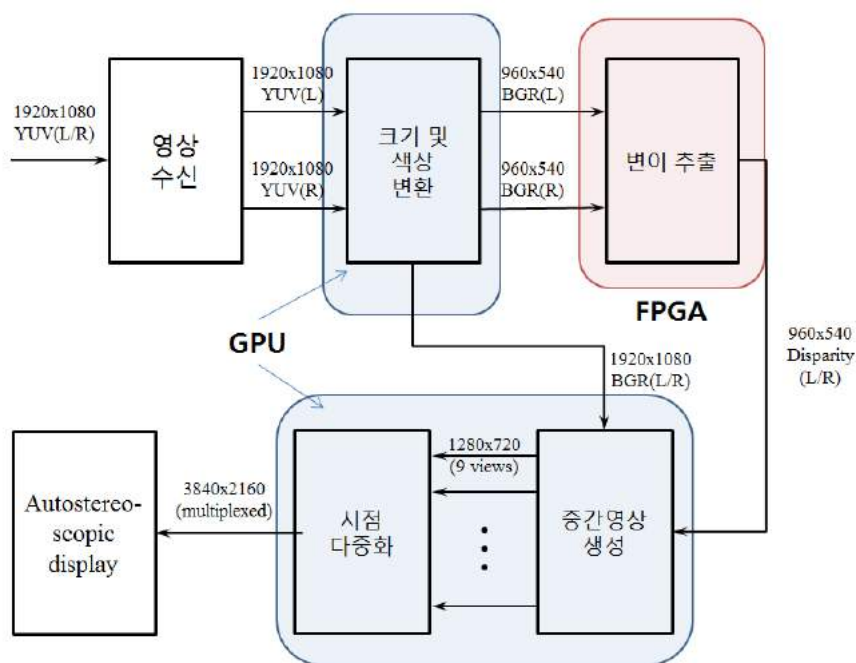 1920x1080
YUV(L/R)
영상
수신
1920x1080
YUV(L)
1920x1080
YUV(R)
크기 및
색상
변환
960x540
BGR(L)
960x540
BGR(R)
변이 추출
FPGA
GPU
1920x1080
BGR(L/R)
960x540
Disparity
(L/R)
Autostereo-
scopic
display
3840x2160
(multiplexed)
시점
다중화
1280x720
(9 views)
중간영상
생성